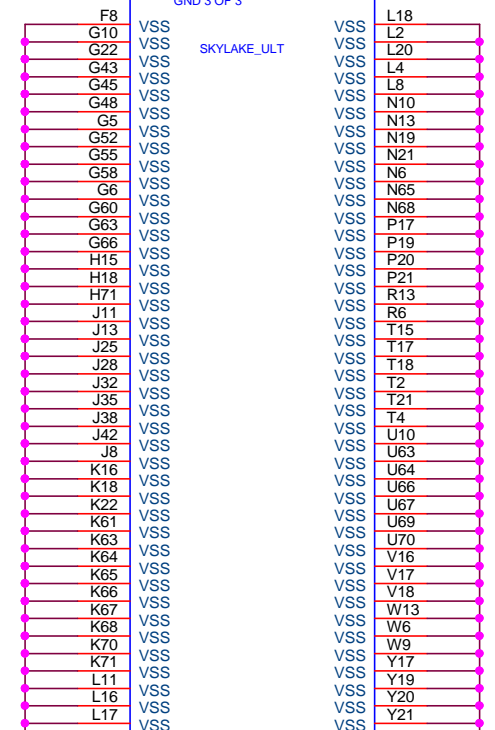 GND 3 OF 3
SKYLAKE_ULT
F8 VSS VSS L18
G10 VSS VSS L2
G22 VSS VSS L20
G43 VSS VSS L4
G45 VSS VSS L8
G48 VSS VSS N10
G5 VSS VSS N13
G52 VSS VSS N19
G55 VSS VSS N21
G58 VSS VSS N6
G6 VSS VSS N65
G60 VSS VSS N68
G63 VSS VSS P17
G66 VSS VSS P19
H15 VSS VSS P20
H18 VSS VSS P21
H71 VSS VSS R13
J11 VSS VSS R6
J13 VSS VSS T15
J25 VSS VSS T17
J28 VSS VSS T18
J32 VSS VSS T2
J35 VSS VSS T21
J38 VSS VSS T4
J42 VSS VSS U10
J8 VSS VSS U63
K16 VSS VSS U64
K18 VSS VSS U66
K22 VSS VSS U67
K61 VSS VSS U69
K63 VSS VSS U70
K64 VSS VSS V16
K65 VSS VSS V17
K66 VSS VSS V18
K67 VSS VSS W13
K68 VSS VSS W6
K70 VSS VSS W9
K71 VSS VSS Y17
L11 VSS VSS Y19
L16 VSS VSS Y20
L17 VSS VSS Y21